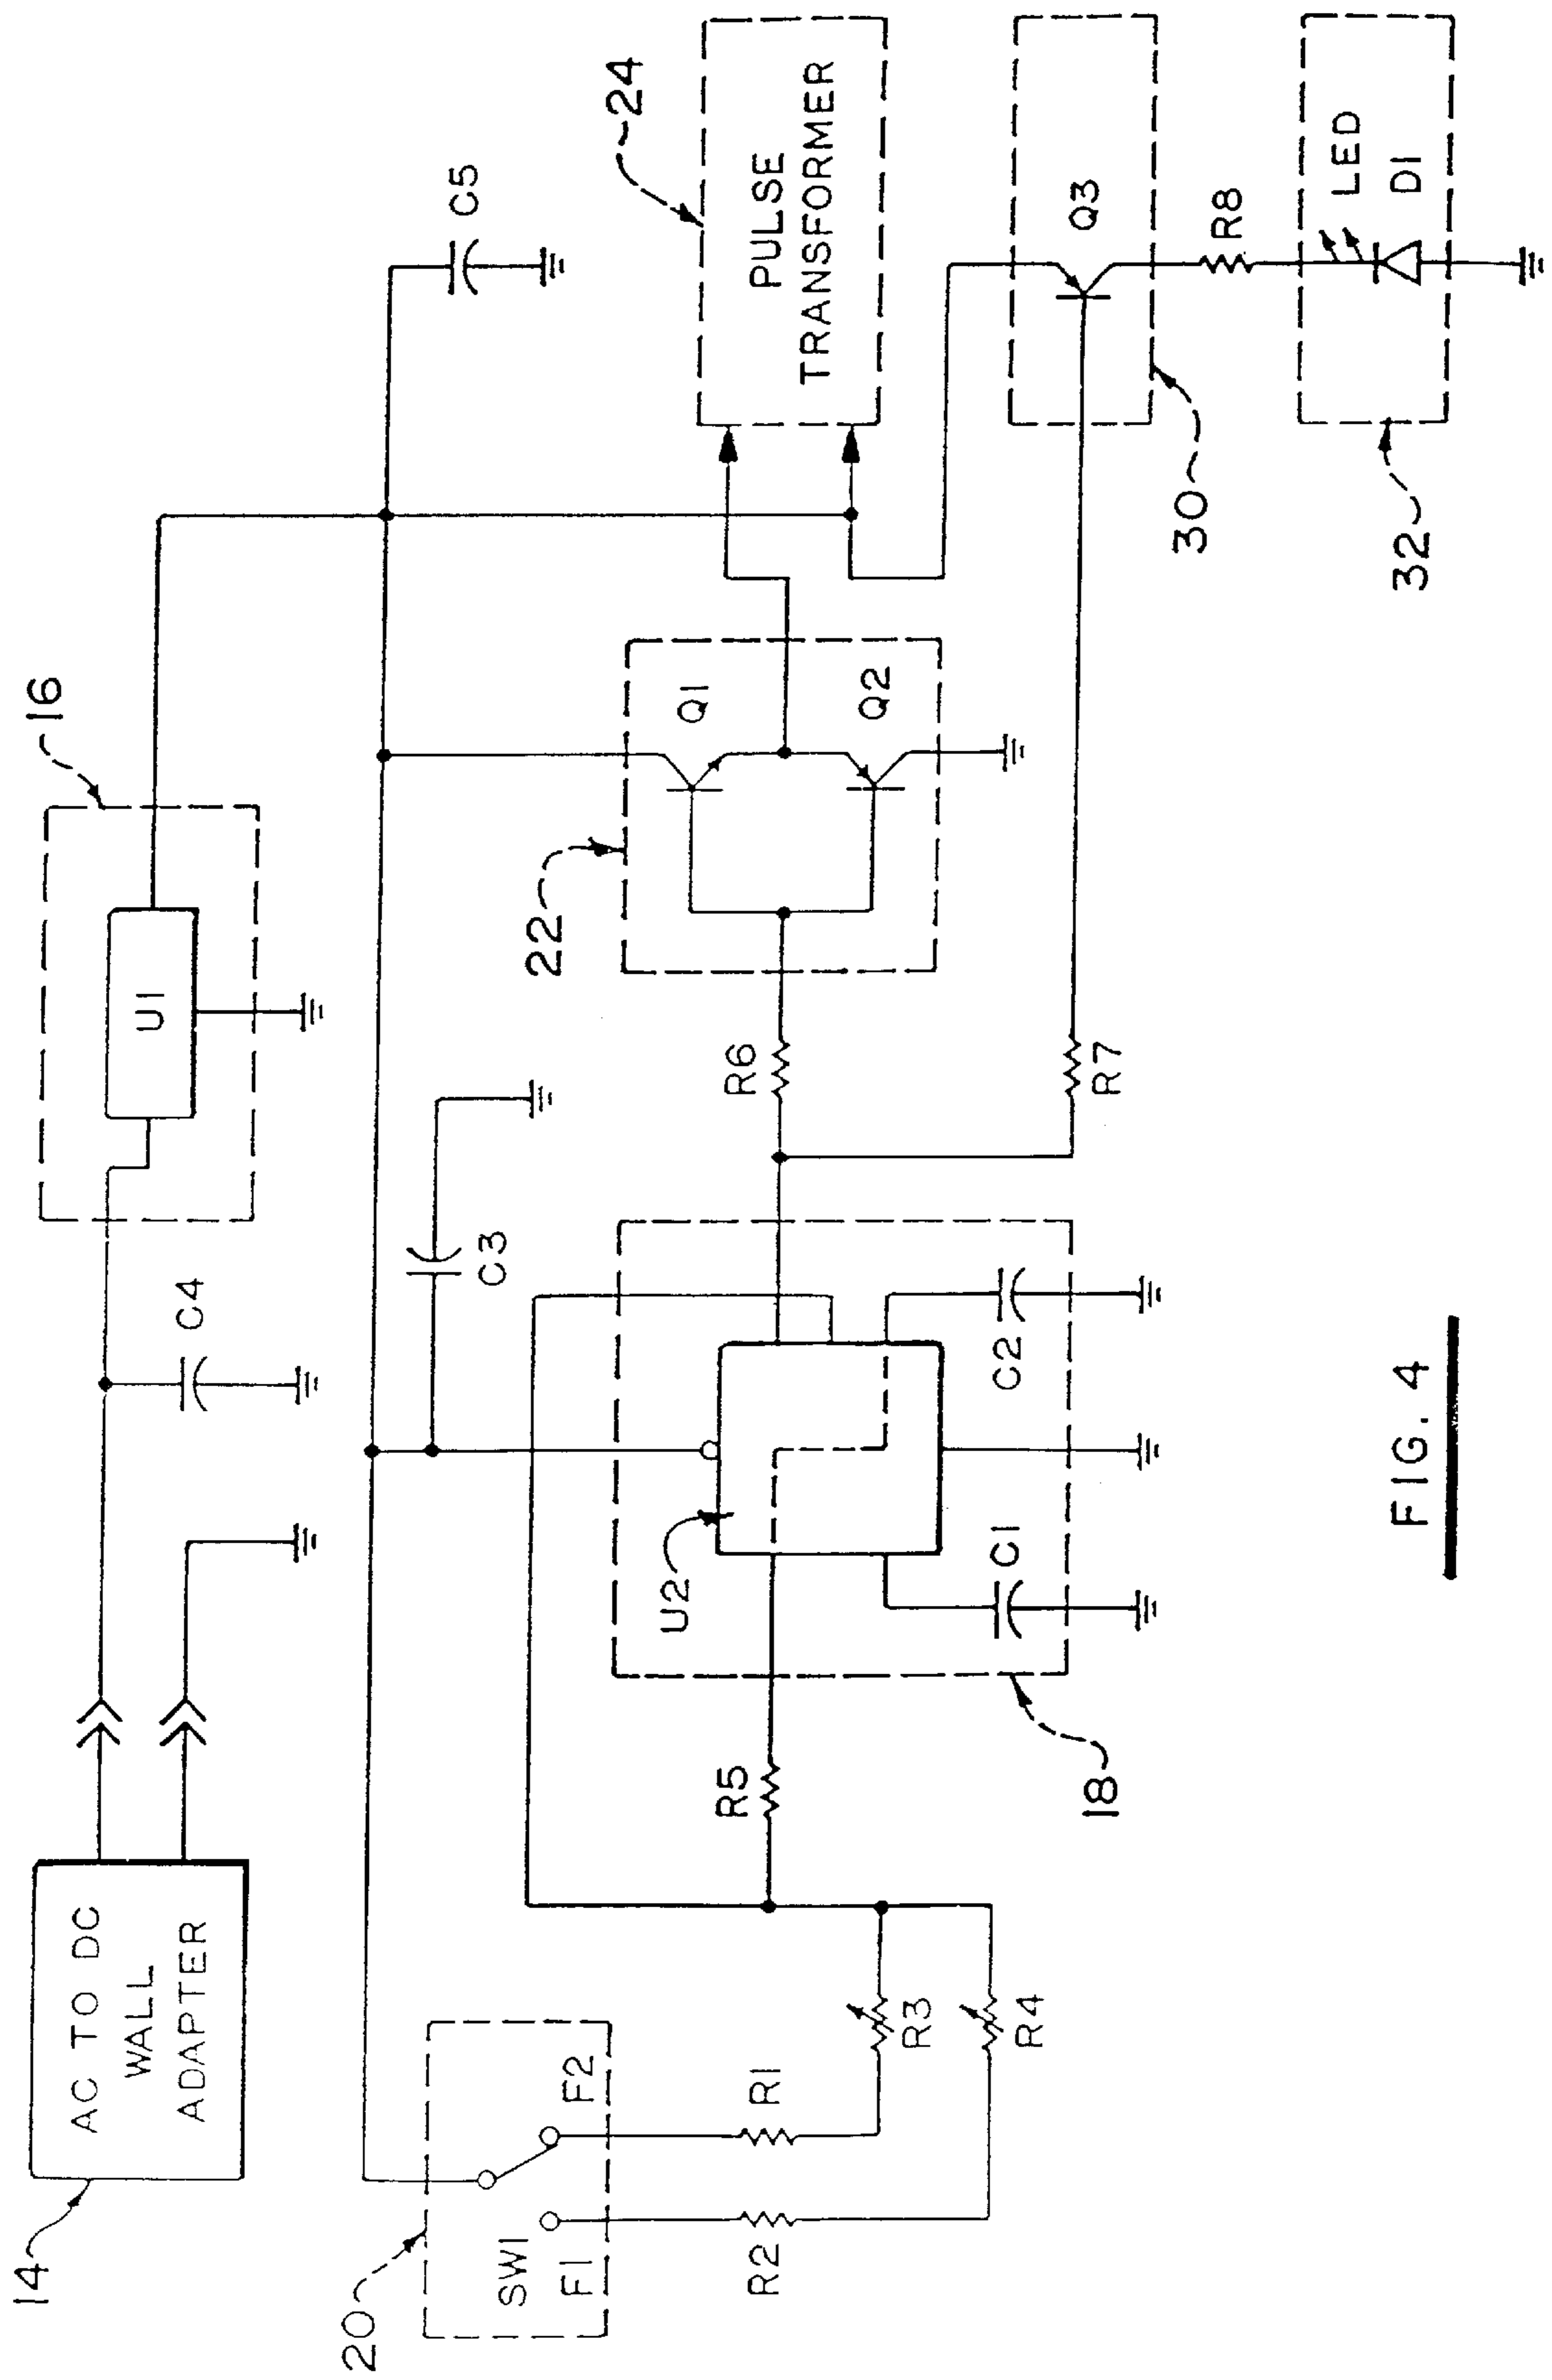 14
AC TO DC
WALL
ADAPTER
C4
16
U1
C5
20
SW1
F1
F2
R2
R1
R3
R4
R5
18
U2
C1
C2
C3
R6
R7
22
Q1
Q2
24
PULSE
TRANSFORMER
30
Q3
R8
32
LED
D1
FIG. 4